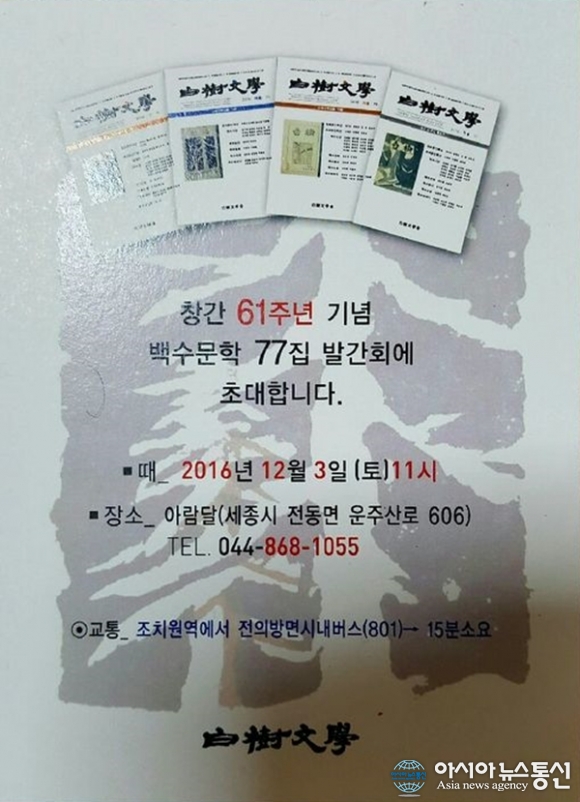 白樹文學
白樹文學
白樹文學
白樹文學
창간 61주년 기념
백수문학 77집 발간회에
초대합니다.
■ 때_ 2016년 12월 3일 (토)11시
■ 장소_ 아람달(세종시 전동면 운주산로 606)
TEL. 044-868-1055
◉교통_ 조치원역에서 전의방면시내버스(801)→ 15분소요
白樹文學
아시아뉴스통신
Asia news agency